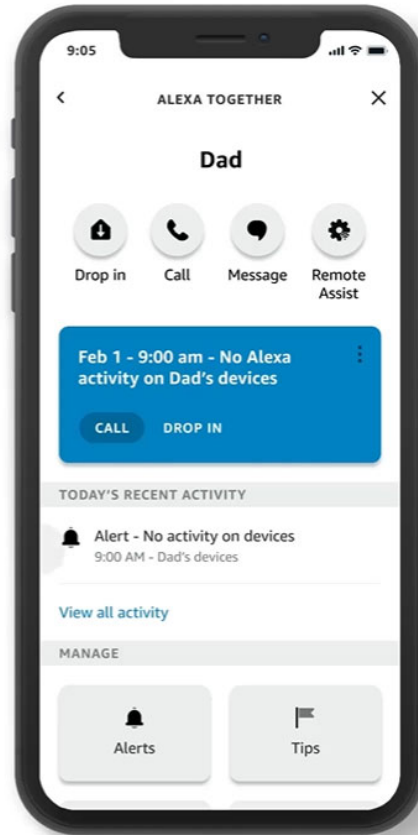 9:05
ALEXA TOGETHER
Dad
Drop in
Call
Message
Remote
Assist
Feb 1 - 9:00 am - No Alexa
activity on Dad's devices
CALL
DROP IN
TODAY'S RECENT ACTIVITY
Alert - No activity on devices
9:00 AM - Dad's devices
View all activity
MANAGE
Alerts
Tips